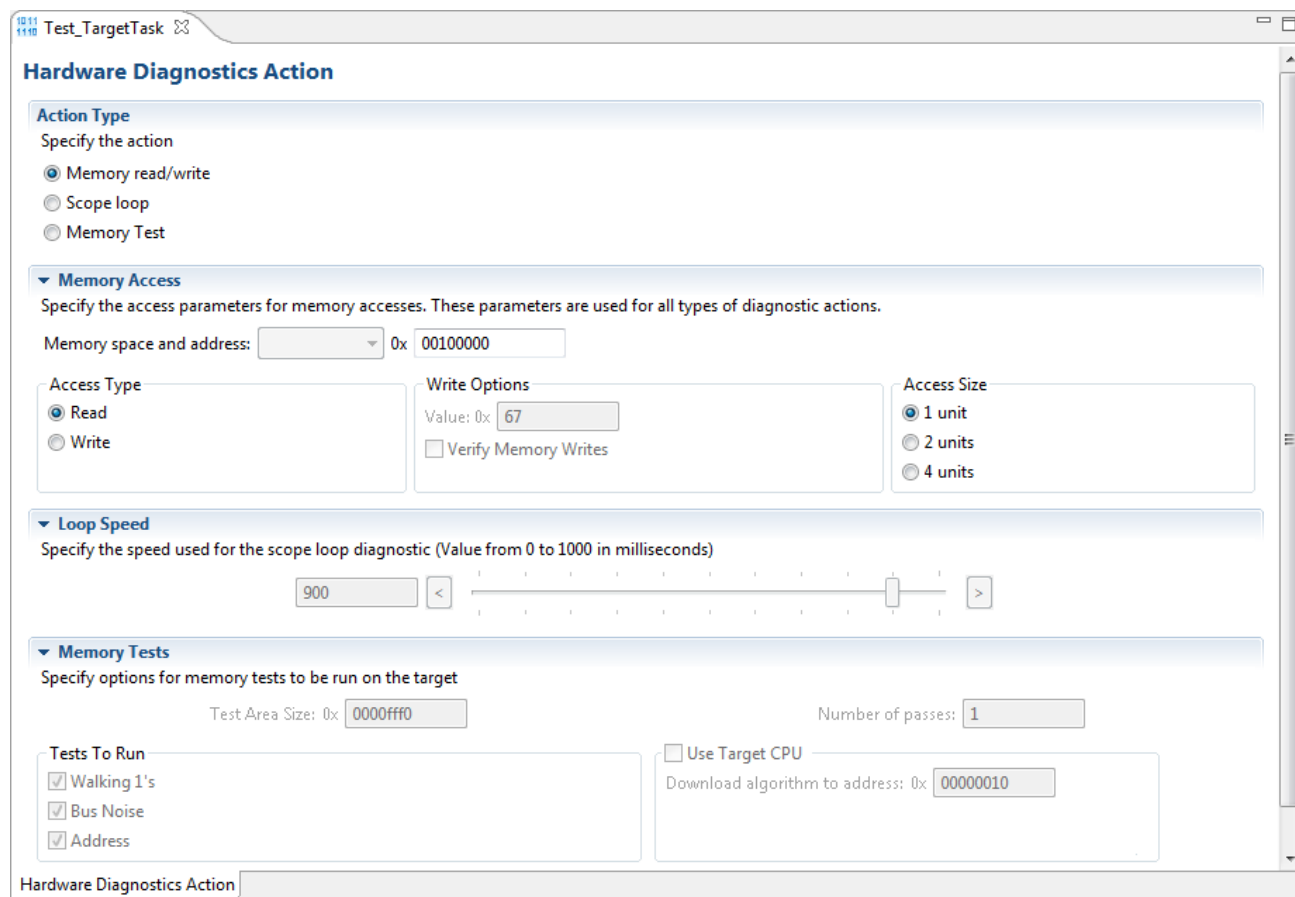 1011
1110
Test_TargetTask
Hardware Diagnostics Action
Action Type
Specify the action
Memory read/write
Scope loop
Memory Test
Memory Access
Specify the access parameters for memory accesses. These parameters are used for all types of diagnostic actions.
Memory space and address: 0x 00100000
Access Type
Read
Write
Write Options
Value: 0x 67
Verify Memory Writes
Access Size
1 unit
2 units
4 units
Loop Speed
Specify the speed used for the scope loop diagnostic (Value from 0 to 1000 in milliseconds)
900 < >
Memory Tests
Specify options for memory tests to be run on the target
Test Area Size: 0x 0000fff0 Number of passes: 1
Tests To Run
Walking 1's
Bus Noise
Address
Use Target CPU
Download algorithm to address: 0x 00000010
Hardware Diagnostics Action